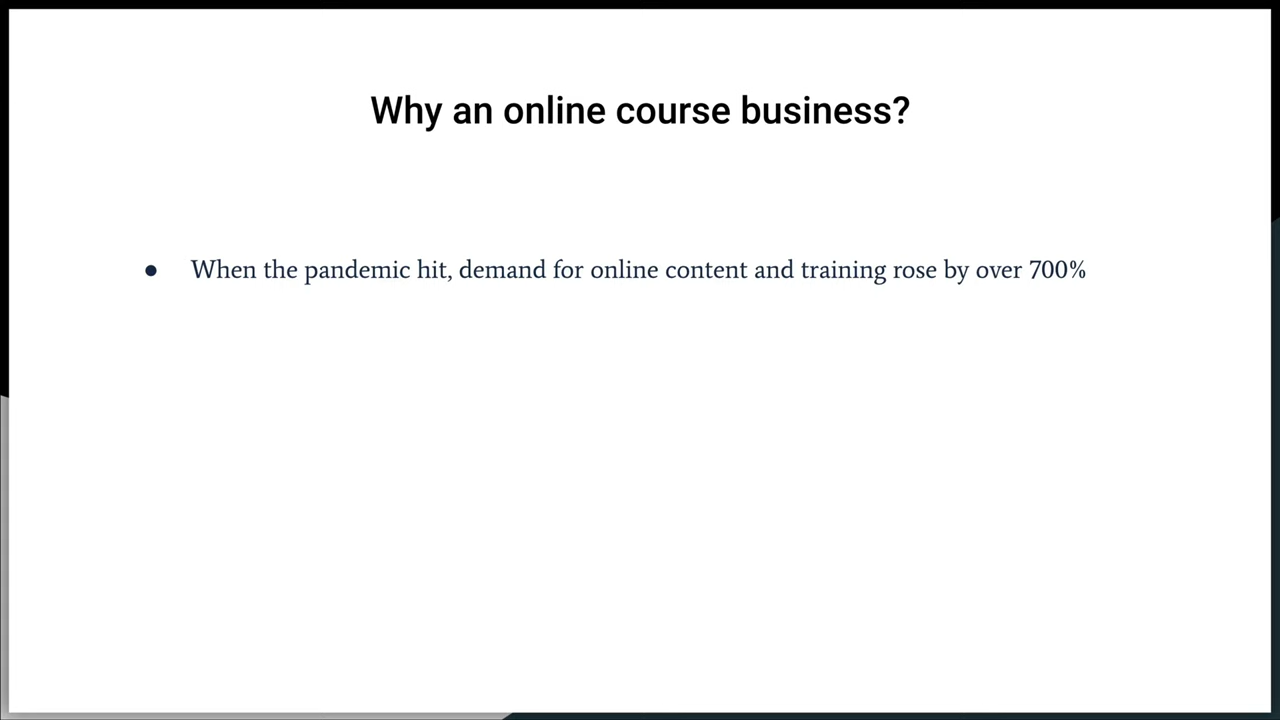 Why an online course business?
● When the pandemic hit, demand for online content and training rose by over 700%